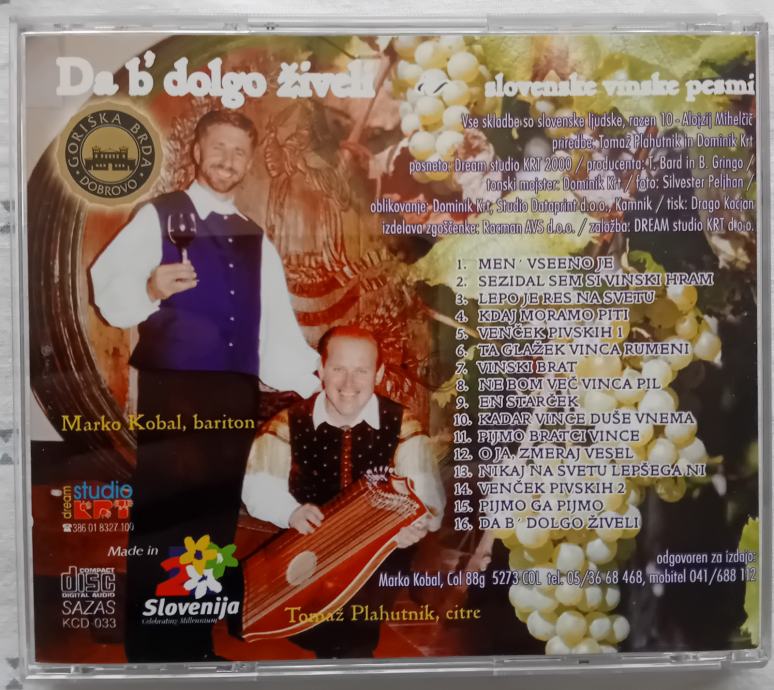 Da b' dolgo živeli
slovenske vinske pesmi
GORIŠKA BRDA
DOBROVO
Vse skladbe so slovenske ljudske, razen 10 - Alojzij Mihelčič
priredbe: Tomaž Plahutnik in Dominik Krt
posneto: Dream studio KRT 2000 / producenta: T. Bard in B. Gringo /
tonski mojster: Dominik Krt / foto: Silvester Peljhan /
oblikovanje: Dominik Krt, Studio Dataprint d.o.o., Kamnik / tisk: Drago Kacjan
izdelava zgoščenke: Racman AVS d.o.o. / založba: DREAM studio KRT d.o.o.
1. MEN' VSEENO JE
2. SEZIDAL SEM SI VINSKI HRAM
3. LEPO JE RES NA SVETU
4. KDAJ MORAMO PITI
5. VENČEK PIVSKIH 1
6. TA GLAŽEK VINCA RUMENI
7. VINSKI BRAT
8. NE BOM VEČ VINCA PIL
9. EN STARČEK
10. KADAR VINCE DUŠE VNEMA
11. PIJMO BRATCI VINCE
12. O JA, ZMERAJ VESEL
13. NIKAJ NA SVETU LEPŠEGA NI
14. VENČEK PIVSKIH 2
15. PIJMO GA PIJMO
16. DA B' DOLGO ŽIVELI
Marko Kobal, bariton
dream studio
KRT
☎386 01 8327 100
odgovoren za izdajo:
Marko Kobal, Col 88g 5273 COL tel. 05/36 68 468, mobitel 041/688 112
Made in
2
Slovenija
Celebrating Millennium
COMPACT
disc
DIGITAL AUDIO
SAZAS
KCD-033
Tomaž Plahutnik, citre